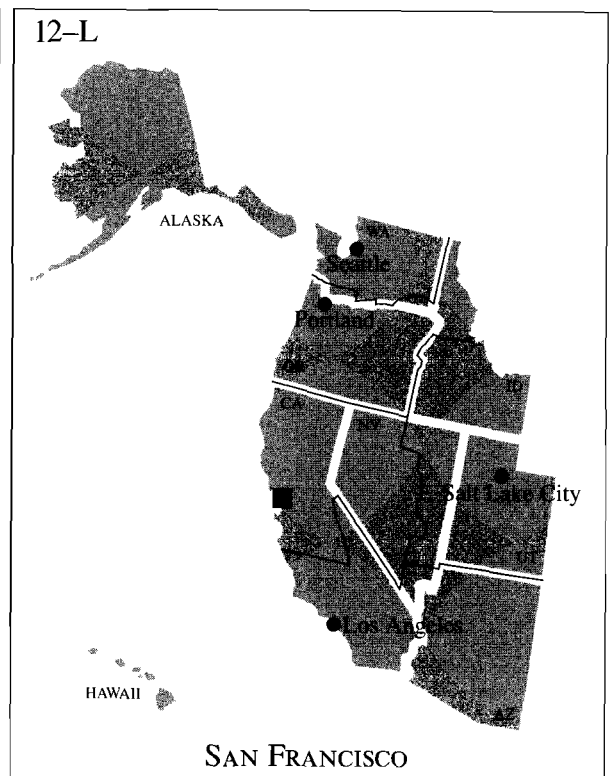 12–L
ALASKA
WA
Seattle
Portland
OR
CA
ID
NV
Salt Lake City
UT
Los Angeles
HAWAII
AZ
SAN FRANCISCO